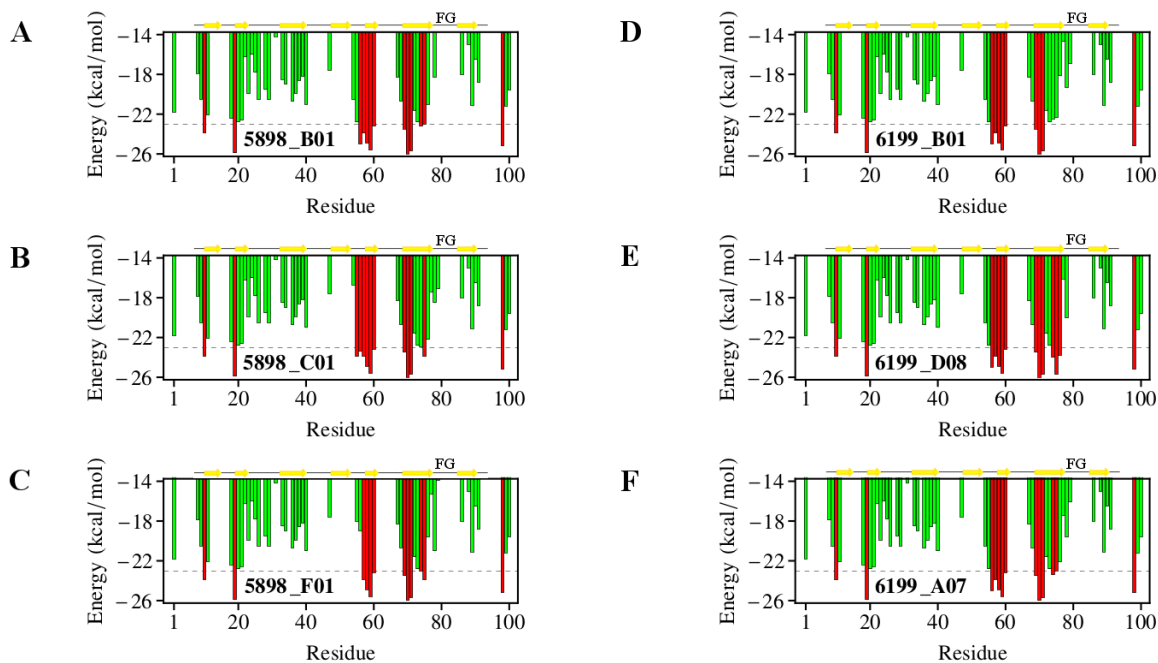 A
FG
Energy (kcal/mol)
−14
−18
−22
−26
5898_B01
1 20 40 60 80 100
Residue
D
FG
Energy (kcal/mol)
−14
−18
−22
−26
6199_B01
1 20 40 60 80 100
Residue
B
FG
Energy (kcal/mol)
−14
−18
−22
−26
5898_C01
1 20 40 60 80 100
Residue
E
FG
Energy (kcal/mol)
−14
−18
−22
−26
6199_D08
1 20 40 60 80 100
Residue
C
FG
Energy (kcal/mol)
−14
−18
−22
−26
5898_F01
1 20 40 60 80 100
Residue
F
FG
Energy (kcal/mol)
−14
−18
−22
−26
6199_A07
1 20 40 60 80 100
Residue